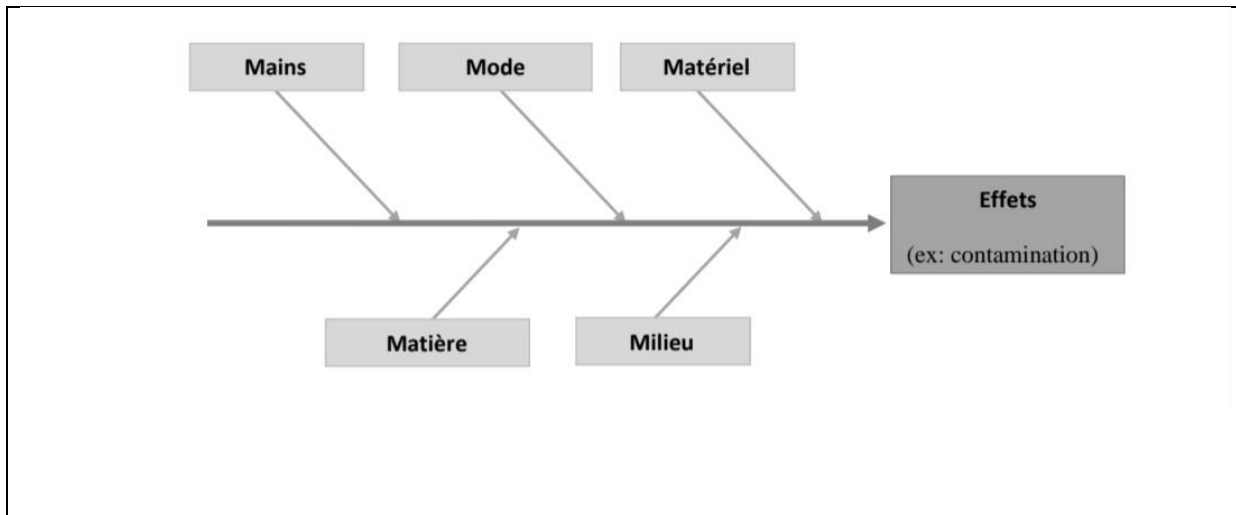 Mains
Mode
Matériel
Effets
(ex: contamination)
Matière
Milieu